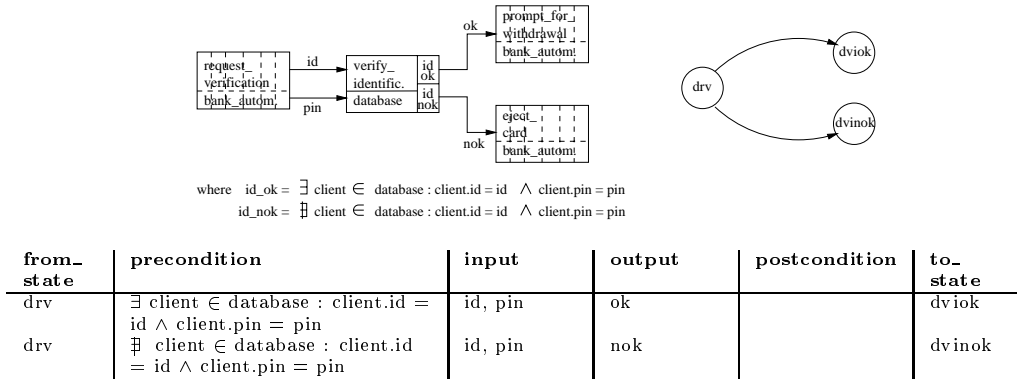 request_
verification
bank_autom.
id
pin
verify_
identific.
database
id
ok
id
nok
ok
nok
prompt_for_
withdrawal
bank_autom.
eject_
card
bank_autom.
drv
dviok
dvinok
where id_ok = ∃ client ∈ database : client.id = id ∧ client.pin = pin
id_nok = ∄ client ∈ database : client.id = id ∧ client.pin = pin
from_
state
precondition
input
output
postcondition
to_
state
drv
∃ client ∈ database : client.id =
id ∧ client.pin = pin
id, pin
ok
dviok
drv
∄ client ∈ database : client.id
= id ∧ client.pin = pin
id, pin
nok
dvinok